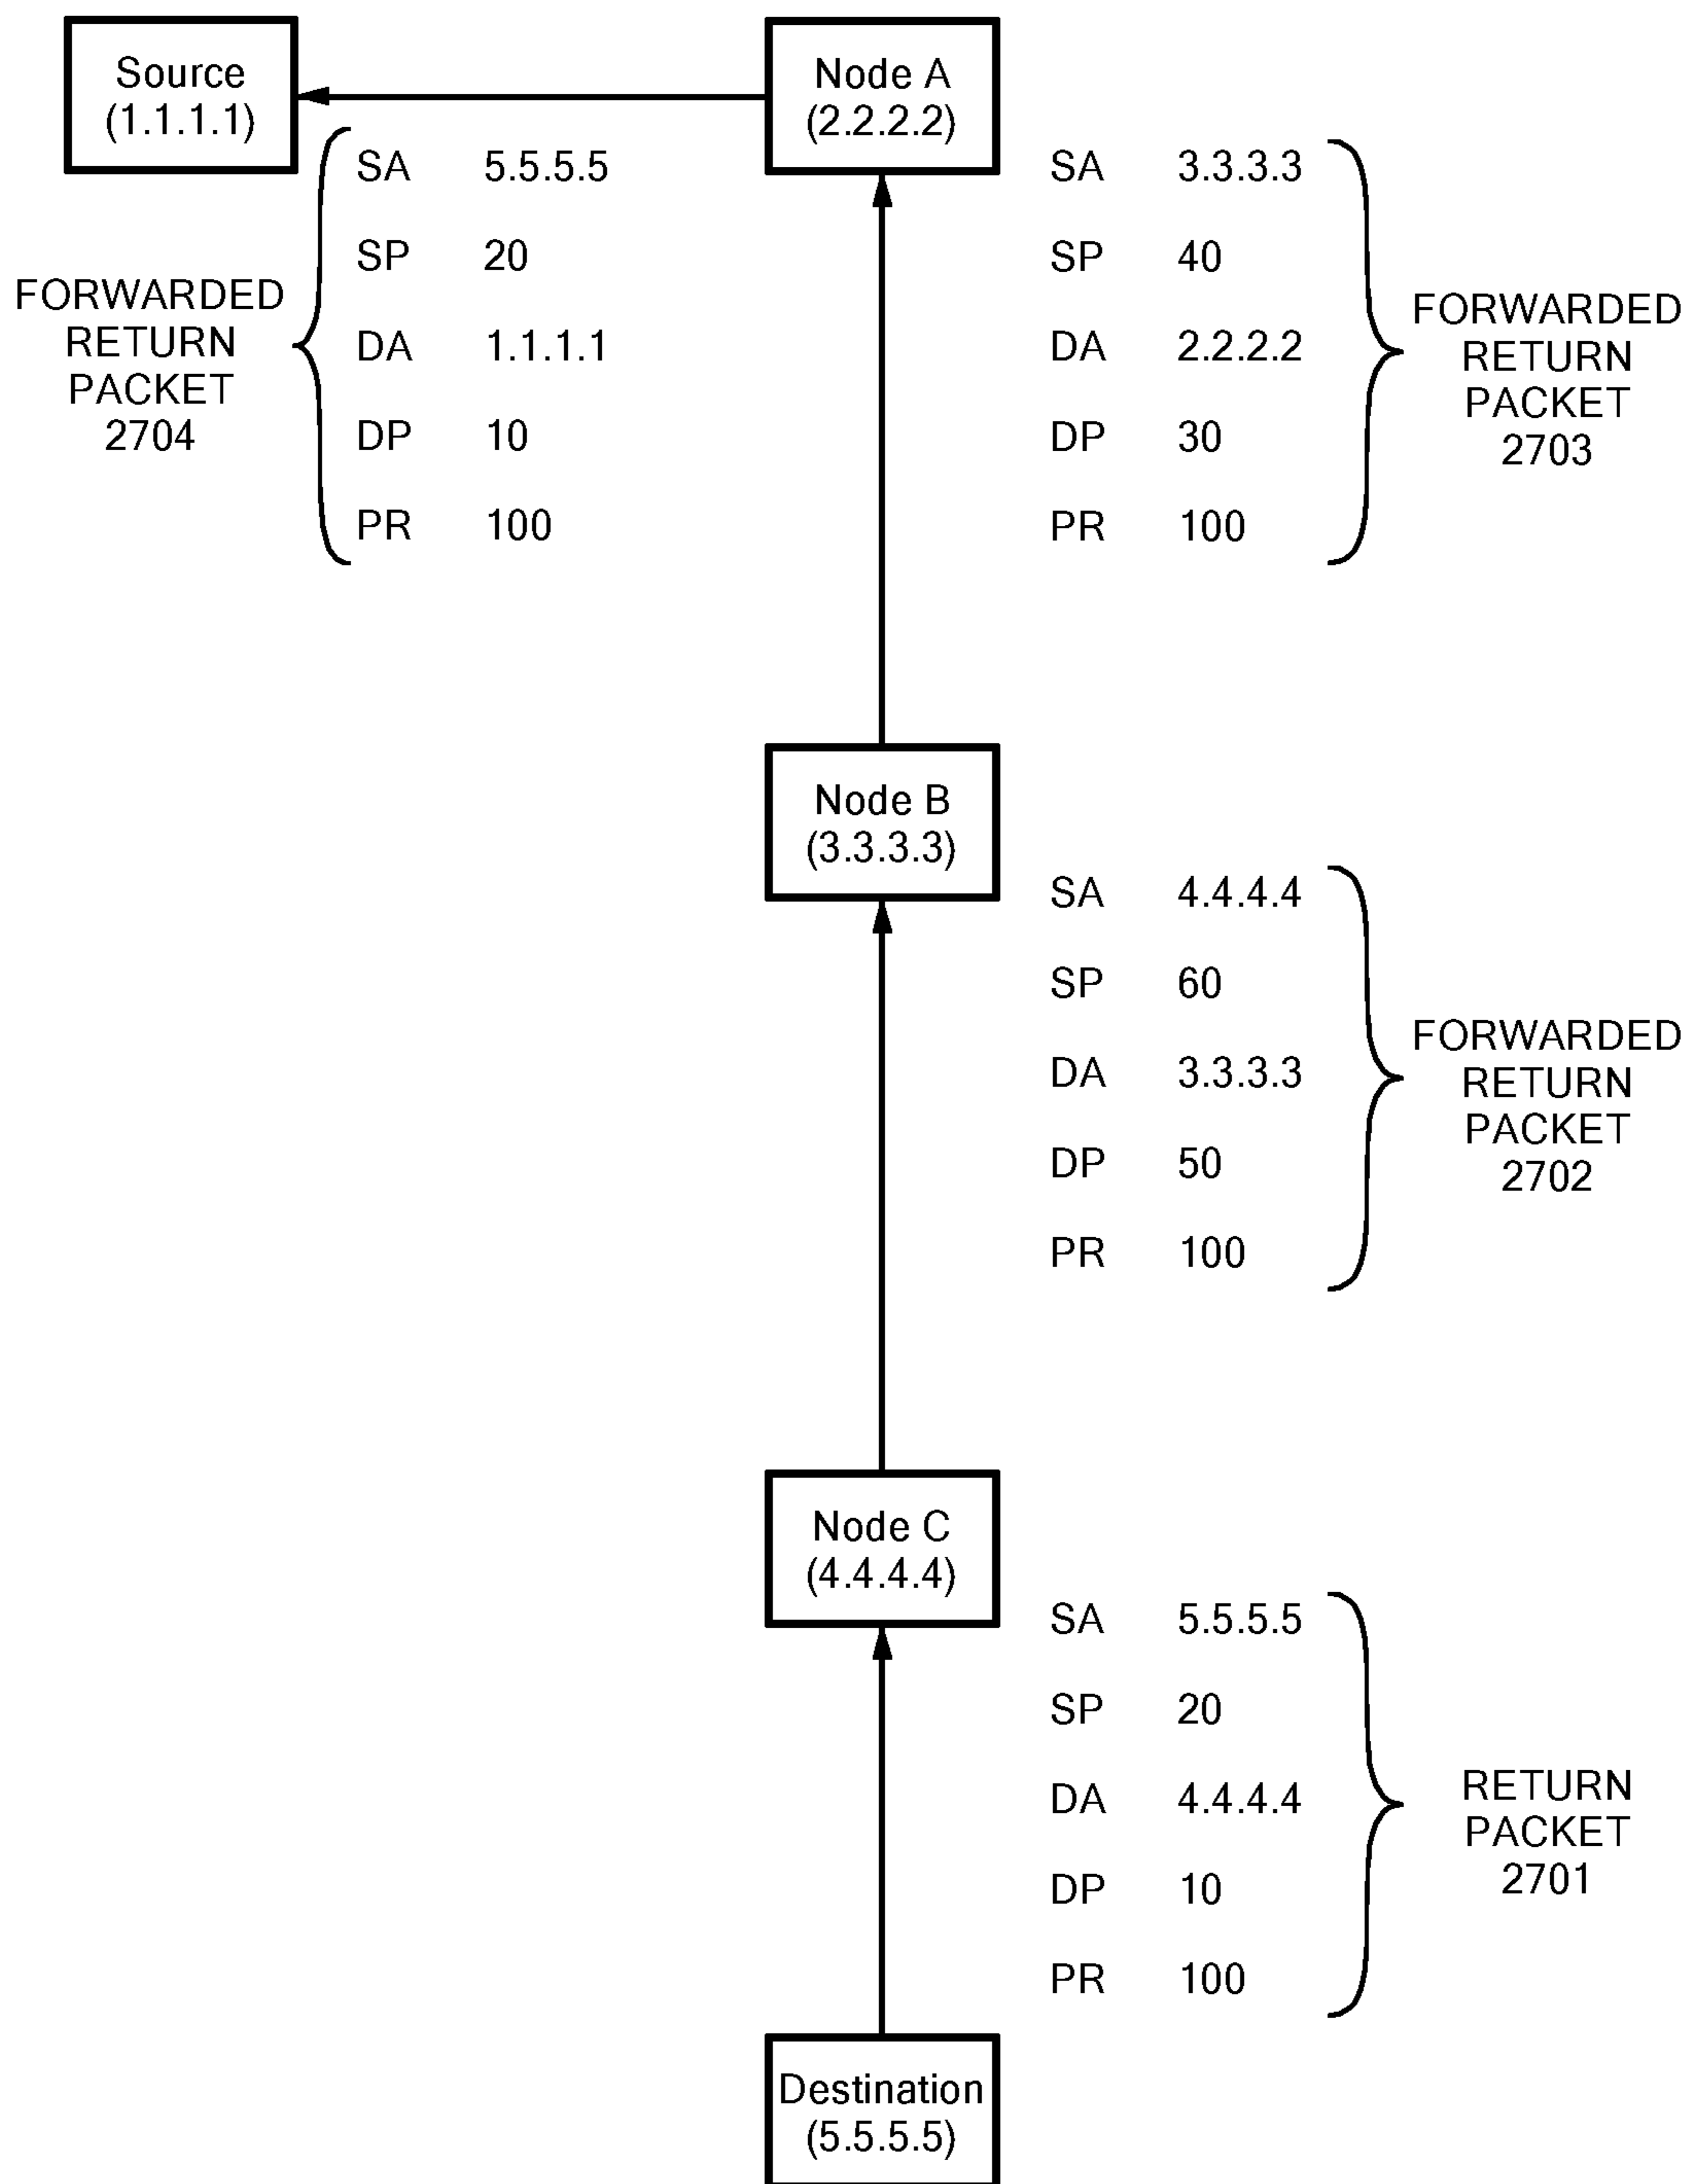 Source
(1.1.1.1)
Node A
(2.2.2.2)
SA 5.5.5.5
SP 20
DA 1.1.1.1
DP 10
PR 100
FORWARDED
RETURN
PACKET
2704
SA 3.3.3.3
SP 40
DA 2.2.2.2
DP 30
PR 100
FORWARDED
RETURN
PACKET
2703
Node B
(3.3.3.3)
SA 4.4.4.4
SP 60
DA 3.3.3.3
DP 50
PR 100
FORWARDED
RETURN
PACKET
2702
Node C
(4.4.4.4)
SA 5.5.5.5
SP 20
DA 4.4.4.4
DP 10
PR 100
RETURN
PACKET
2701
Destination
(5.5.5.5)